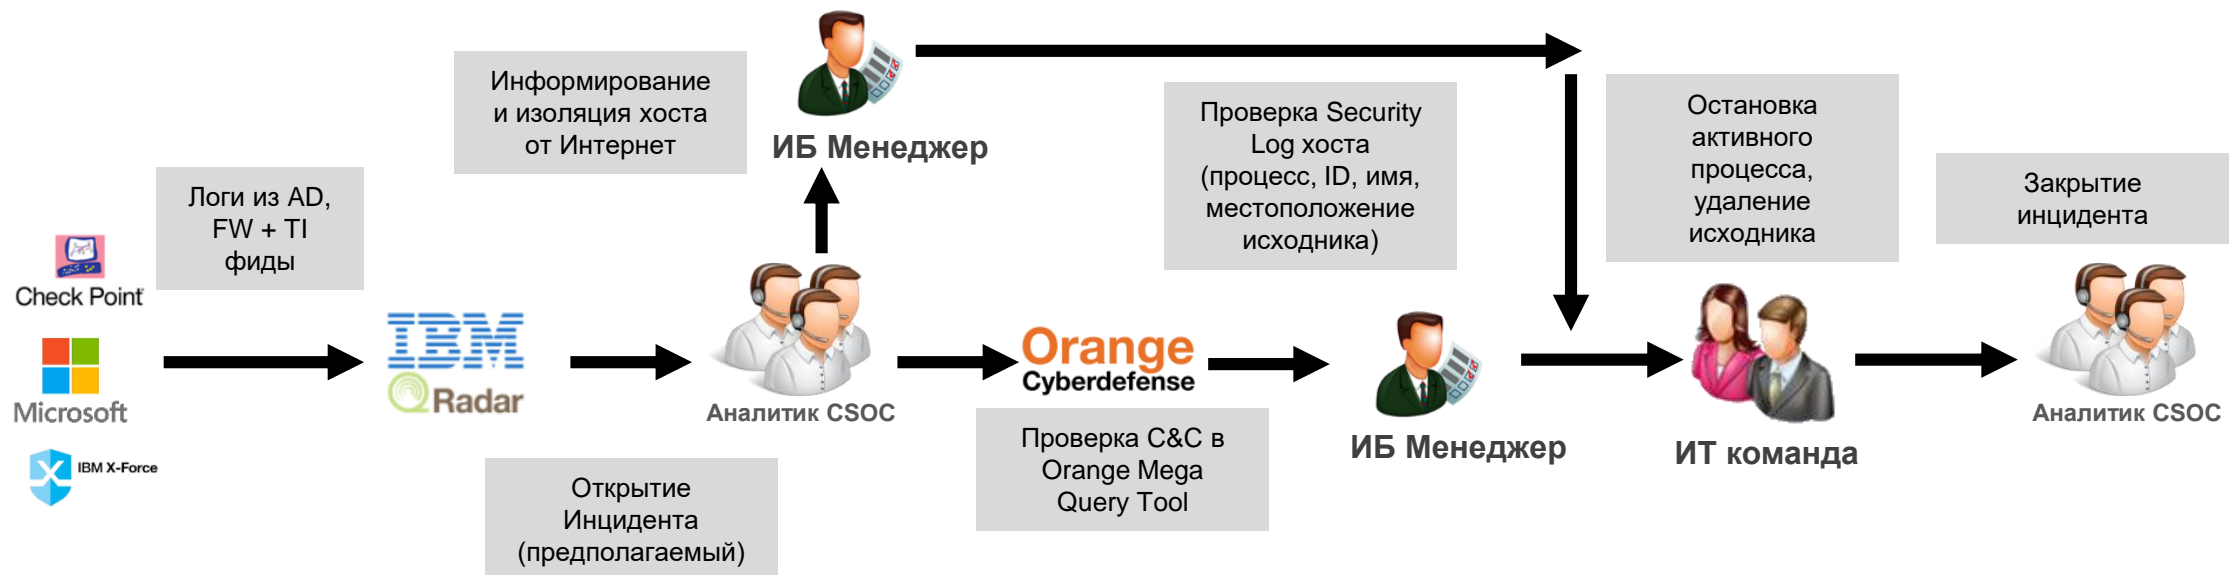 Check Point
Microsoft
IBM X-Force
Логи из AD,
FW + TI
фиды
IBM
QRadar
Открытие
Инцидента
(предполагаемый)
Информирование
и изоляция хоста
от Интернет
ИБ Менеджер
Аналитик CSOC
Orange
Cyberdefense
Проверка C&C в
Orange Mega
Query Tool
Проверка Security
Log хоста
(процесс, ID, имя,
местоположение
исходника)
ИБ Менеджер
Остановка
активного
процесса,
удаление
исходника
ИТ команда
Закрытие
инцидента
Аналитик CSOC